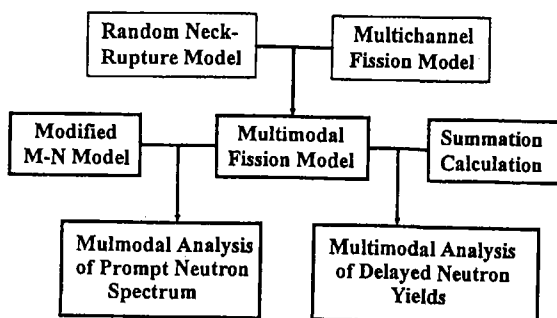 Random Neck-
Rupture Model
Multichannel
Fission Model
Modified
M-N Model
Multimodal
Fission Model
Summation
Calculation
Mulmodal Analysis
of Prompt Neutron
Spectrum
Multimodal Analysis
of Delayed Neutron
Yields